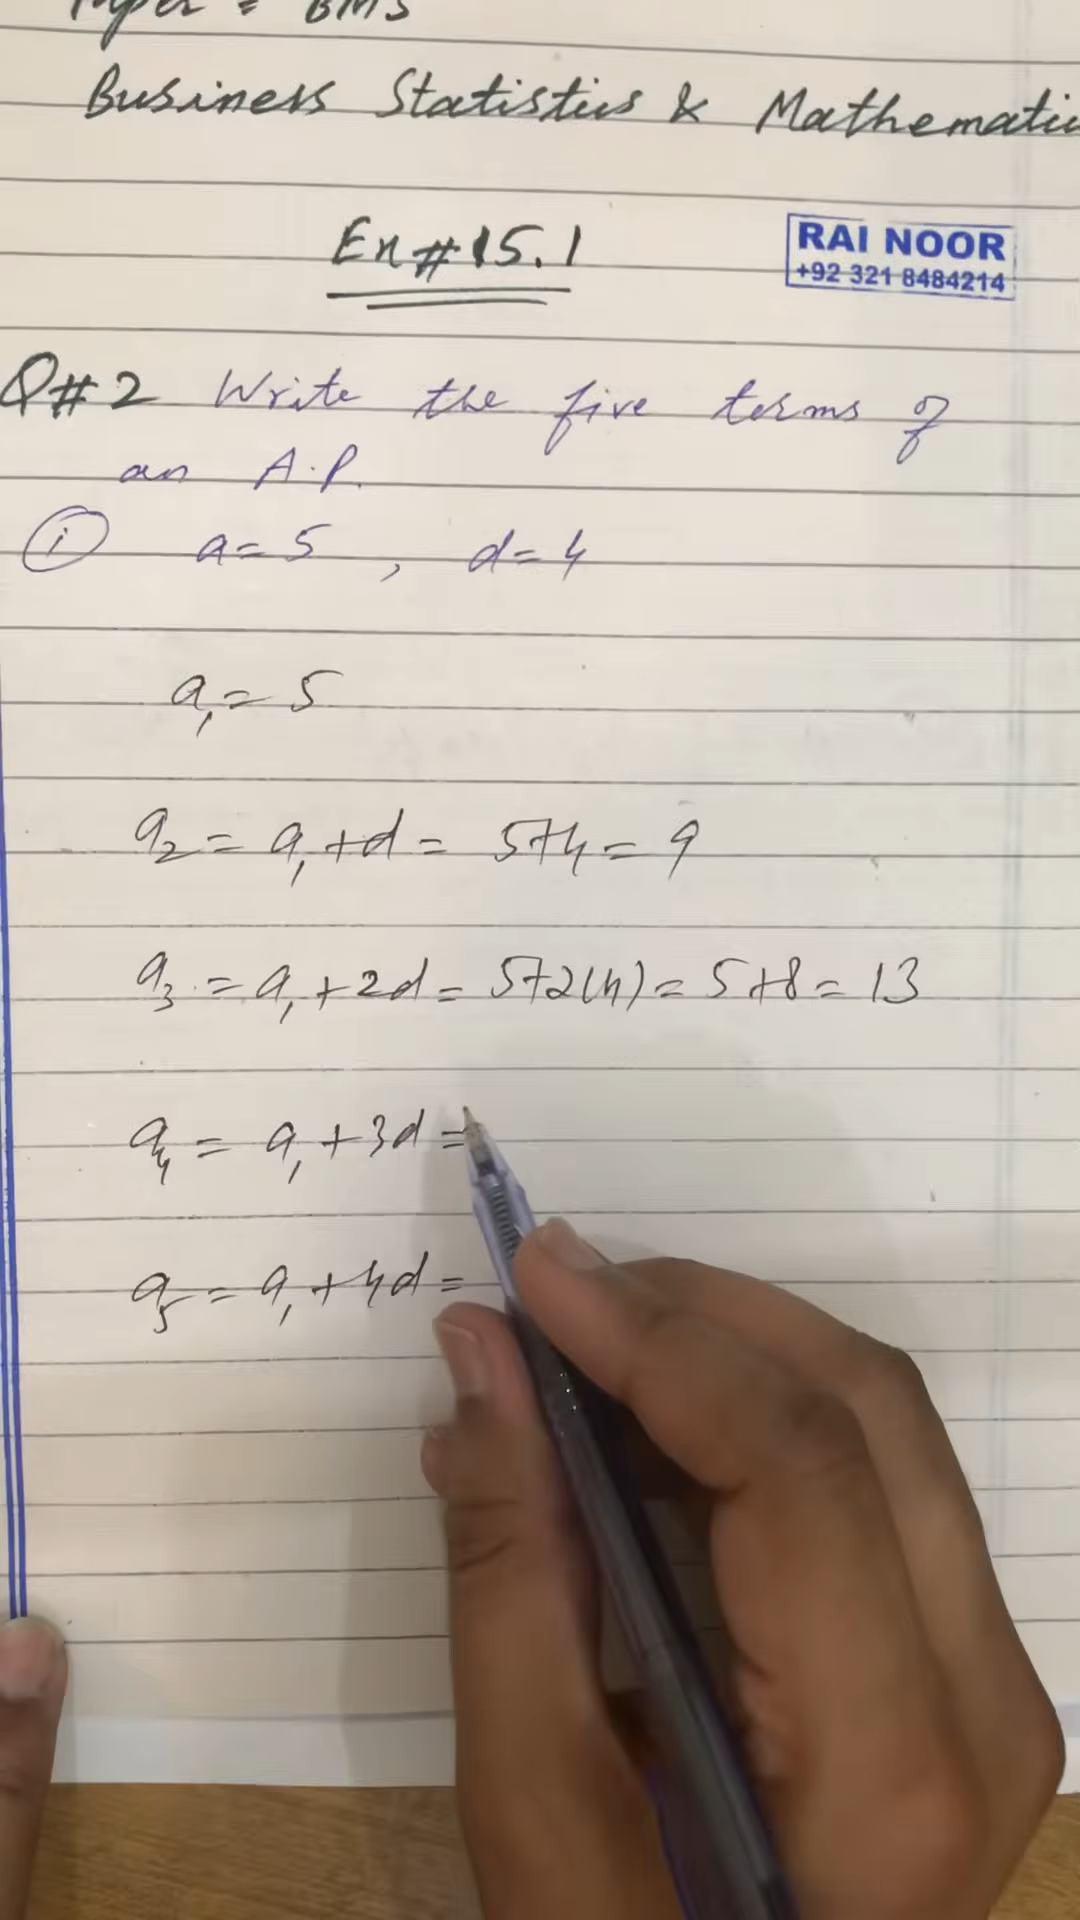 Paper = BMS
Business Statistics &
Ex # 15.1
RAI NOOR
+92 321 8484214
Q#2 Write the five terms of
an A.P.
(i) a = 5 , d = 4
a₁ = 5
a₂ = a₁ + d = 5+4 = 9
a₃ = a₁ + 2d = 5+2(4) = 5+8 = 13
a₄ = a₁ + 3d =
a₅ = a₁ + 4d =